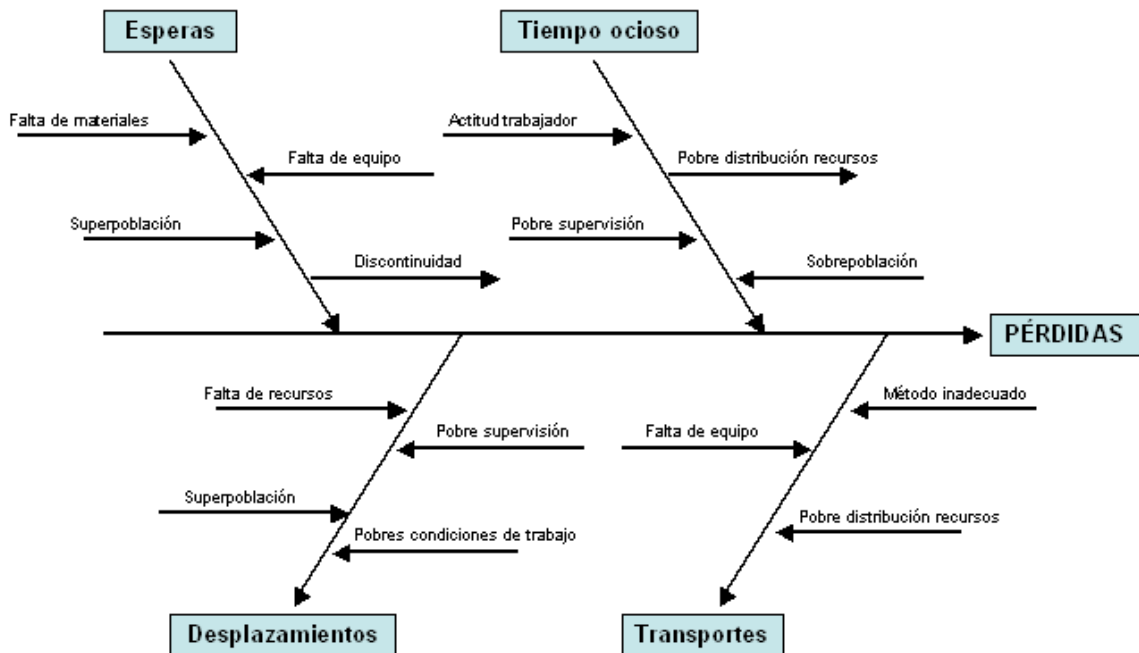 Esperas
Tiempo ocioso
Falta de materiales
Actitud trabajador
Falta de equipo
Pobre distribución recursos
Superpoblación
Pobre supervisión
Discontinuidad
Sobrepoblación
PÉRDIDAS
Falta de recursos
Método inadecuado
Pobre supervisión
Falta de equipo
Superpoblación
Pobre distribución recursos
Pobres condiciones de trabajo
Desplazamientos
Transportes